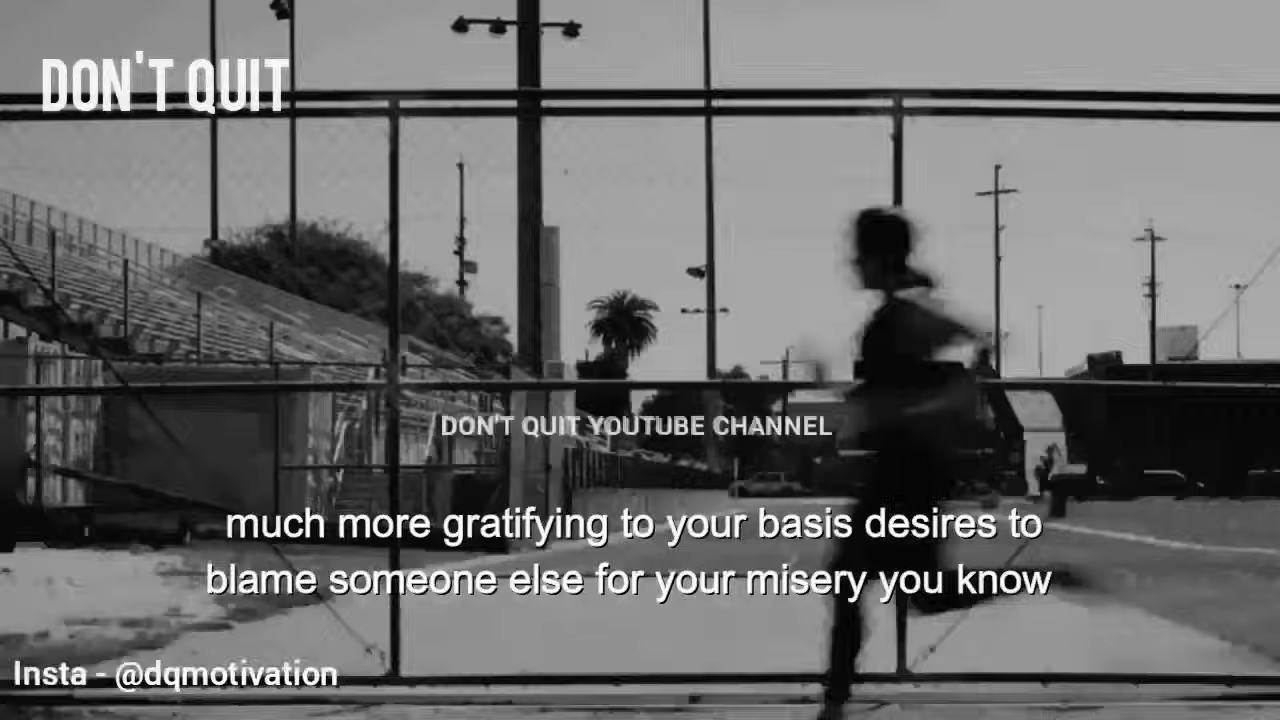 DON'T QUIT
DON'T QUIT YOUTUBE CHANNEL
much more gratifying to your basis desires to
blame someone else for your misery you know
Insta - @dqmotivation